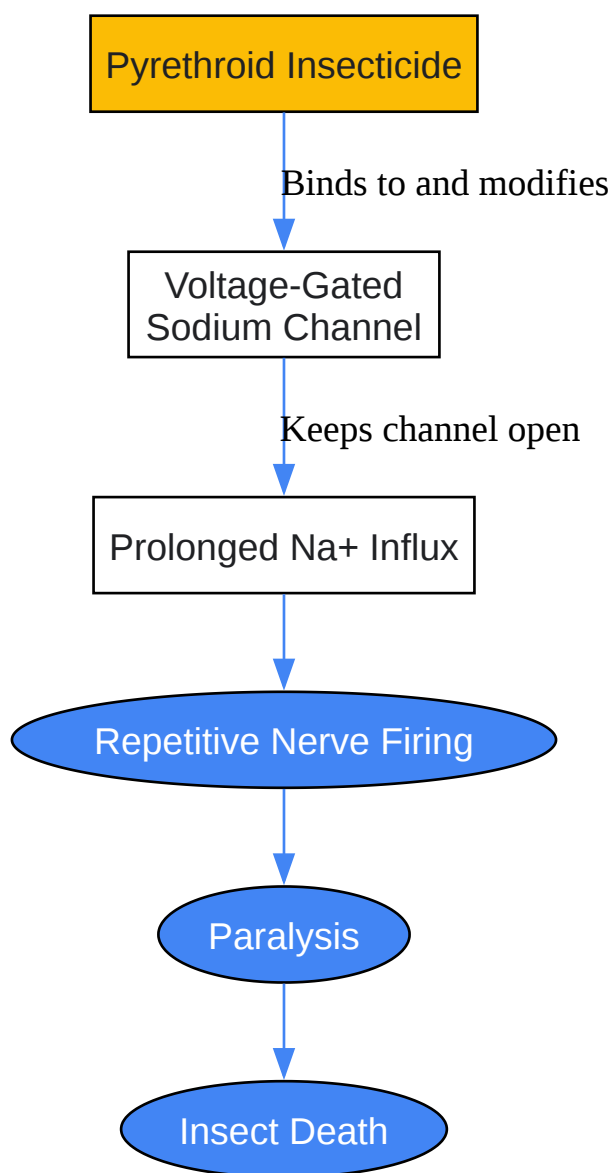 Pyrethroid Insecticide
Binds to and modifies
Voltage-Gated
Sodium Channel
Keeps channel open
Prolonged Na+ Influx
Repetitive Nerve Firing
Paralysis
Insect Death